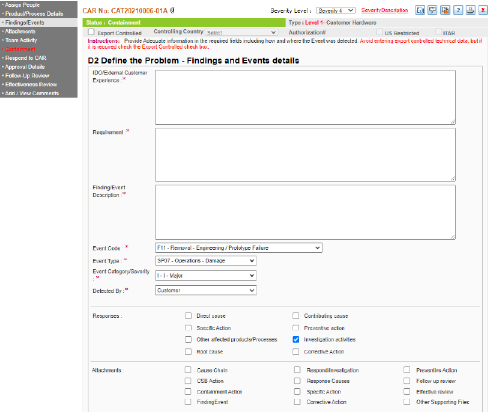 - Assign People
- Product/Process Details
- Findings/Events
- Attachments
- Team Activity
- Containment
- Respond to CAR
- Approval Details
- Follow Up Review
- Effectiveness Review
- Add / View Comments
CAR No. CAT20210006-01A
Severity Level : Severity 4 Severity Description
Status : Containment Type : Level 1- Customer Hardware
Export Controlled Controlling Country Select Authorization# US Restricted ITAR
Instructions: Provide Adequate information in the required fields including how and where the Event was detected. Avoid entering export controlled technical data, but if it is required check the Export Controlled check box.
D2 Define the Problem - Findings and Events details
IDC/External Customer Experience : *
Requirement : *
Finding/Event Description : *
Event Code : * F11 - Removal - Engineering / Prototype Failure
Event Type : * SP07 - Operations - Damage
Event Category/Severity : * I - I - Major
Detected By : * Customer
Responses :
Direct cause Contributing cause
Specific Action Preventive action
Other affected products/Processes Investigation activities
Root cause Corrective Action
Attachments :
Cause Chain Respond/Investigation Preventive Action
CSB Action Response Causes Follow up review
Containment Action Specific Action Effective review
Finding/Event Corrective Action Other Supporting Files